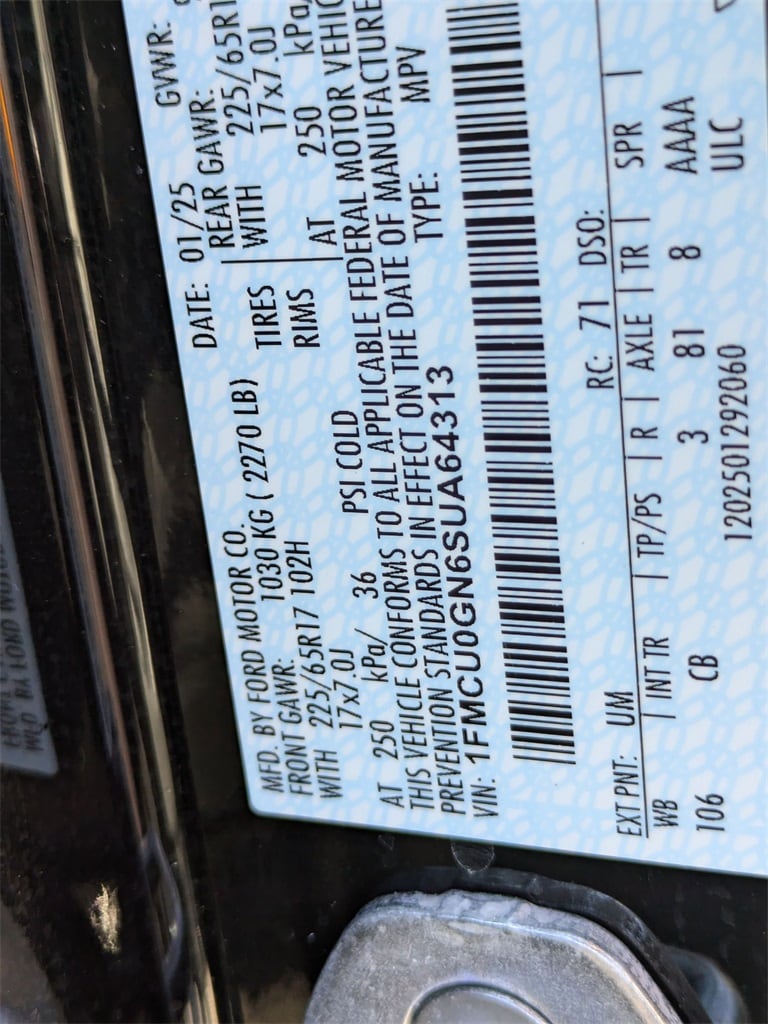 MFD. BY FORD MOTOR CO. DATE: 01/25 GVWR:
FRONT GAWR: 1030 KG ( 2270 LB) REAR GAWR:
WITH 225/65R17 102H TIRES WITH 225/65R1
17x7.0J RIMS 17x7.0J
AT 250 kPa/ 36 PSI COLD AT 250 kPa/
THIS VEHICLE CONFORMS TO ALL APPLICABLE FEDERAL MOTOR VEHIC
PREVENTION STANDARDS IN EFFECT ON THE DATE OF MANUFACTURE
VIN: 1FMCU0GN6SUA64313 TYPE: MPV
EXT PNT: UM RC: 71 DSO:
WB | INT TR | TP/PS | R | AXLE | TR | SPR |
106 CB 3 81 8 AAAA
1202501292060 ULC